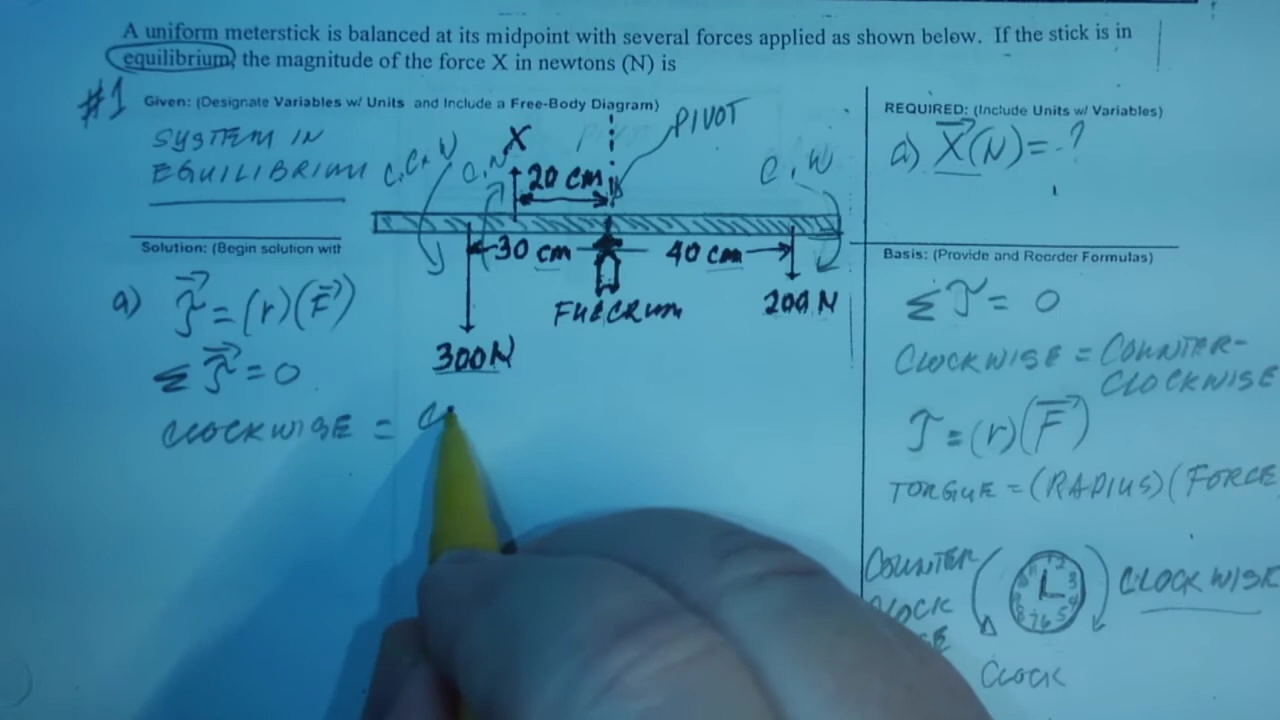 A uniform meterstick is balanced at its midpoint with several forces applied as shown below. If the stick is in
equilibrium, the magnitude of the force X in newtons (N) is
#1
Given: (Designate Variables w/ Units and Include a Free-Body Diagram)
SYSTEM IN
EQUILIBRIUM
C.C.W
C.W
X
20 cm
PIVOT
C.W
30 cm
40 cm
FULCRUM
200 N
300 N
REQUIRED: (Include Units w/ Variables)
a) X(N) = ?
Solution: (Begin solution with
a) τ = (r)(F)
Σ τ = 0
CLOCKWISE = C
Basis: (Provide and Reorder Formulas)
Σ τ = 0
CLOCKWISE = COUNTER-
CLOCKWISE
τ = (r)(F)
TORQUE = (RADIUS)(FORCE
COUNTER
CLOCKWISE
CLOCK